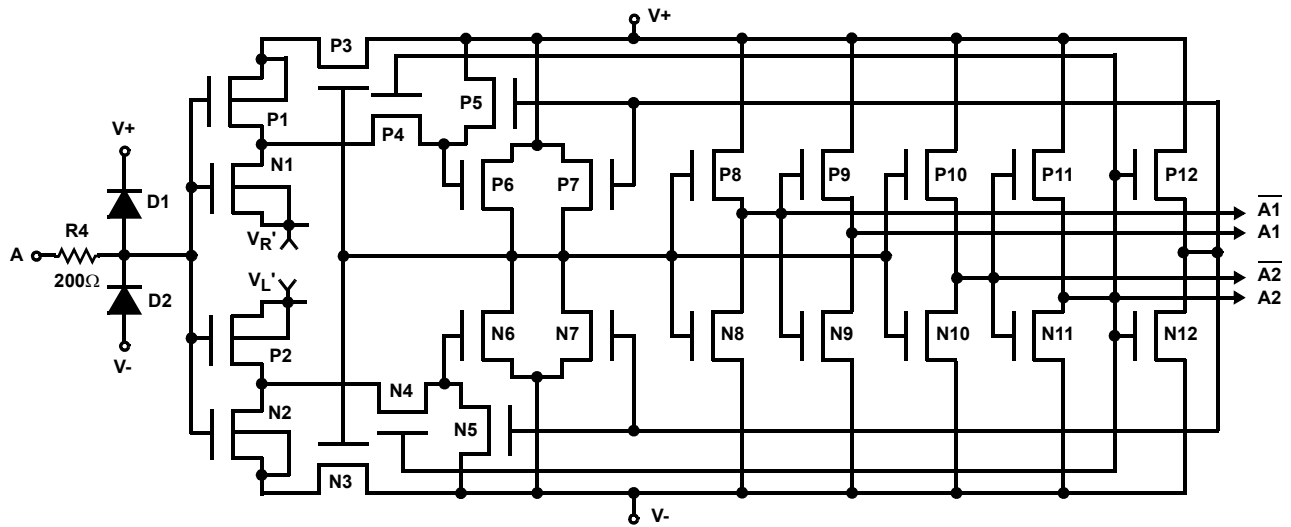 V+
P3
P5
P1
P4
V+
N1
P6
P7
P8
P9
P10
P11
P12
D1
A1
R4
VR'
A1
A
200Ω
VL'
A2
D2
A2
N6
N7
N8
N9
N10
N11
N12
P2
V-
N4
N2
N5
N3
V-